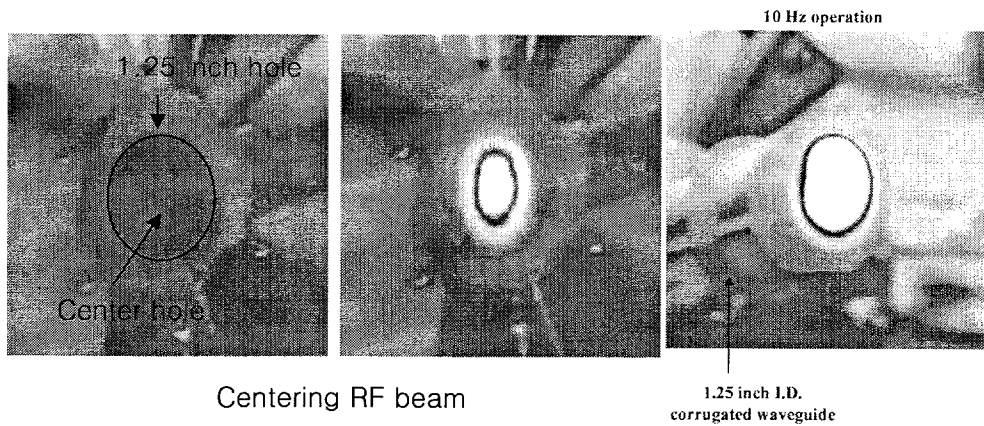 10 Hz operation
1.25 inch hole
Center hole
Centering RF beam
1.25 inch I.D.
corrugated waveguide